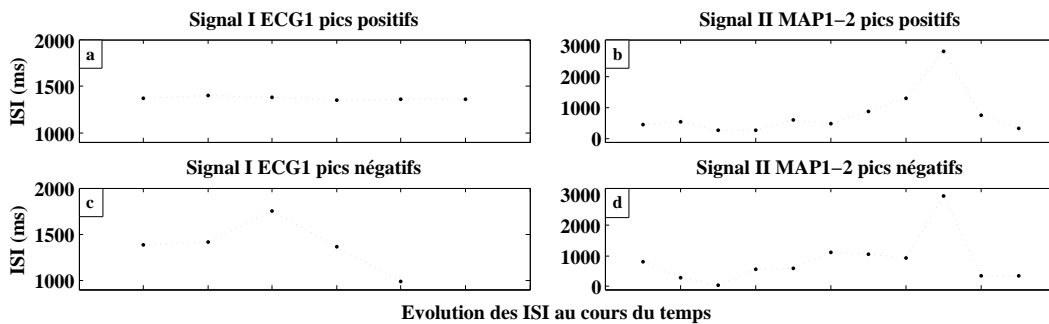 Signal I ECG1 pics positifs
Signal II MAP1−2 pics positifs
a
ISI (ms)
2000
1500
1000
b
3000
2000
1000
0
Signal I ECG1 pics négatifs
Signal II MAP1−2 pics négatifs
c
ISI (ms)
2000
1500
1000
d
3000
2000
1000
0
Evolution des ISI au cours du temps